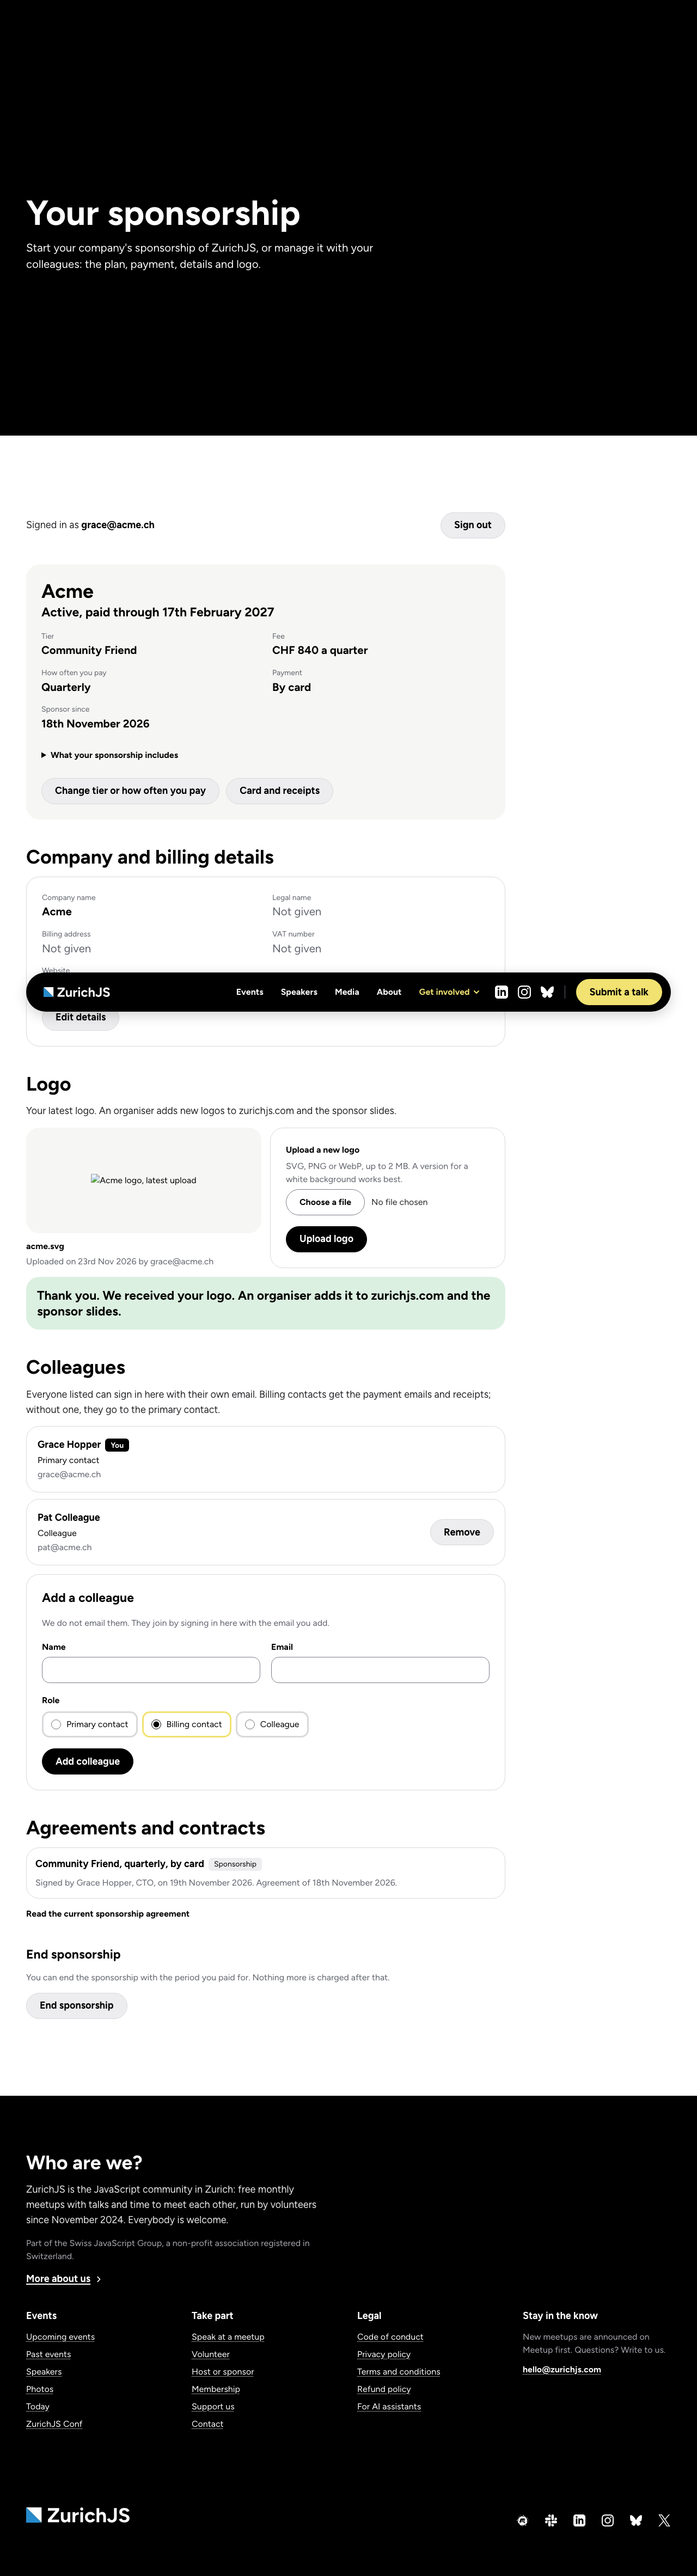 Your sponsorship
Start your company's sponsorship of ZurichJS, or manage it with your
colleagues: the plan, payment, details and logo.
Signed in as grace@acme.ch
Sign out
Acme
Active, paid through 17th February 2027
Tier
Community Friend
Fee
CHF 840 a quarter
How often you pay
Quarterly
Payment
By card
Sponsor since
18th November 2026
What your sponsorship includes
Change tier or how often you pay
Card and receipts
Company and billing details
Company name
Acme
Legal name
Not given
Billing address
Not given
VAT number
Not given
Website
ZurichJS
Events
Speakers
Media
About
Get involved
Submit a talk
Edit details
Logo
Your latest logo. An organiser adds new logos to zurichjs.com and the sponsor slides.
Acme logo, latest upload
acme.svg
Uploaded on 23rd Nov 2026 by grace@acme.ch
Upload a new logo
SVG, PNG or WebP, up to 2 MB. A version for a
white background works best.
Choose a file
No file chosen
Upload logo
Thank you. We received your logo. An organiser adds it to zurichjs.com and the
sponsor slides.
Colleagues
Everyone listed can sign in here with their own email. Billing contacts get the payment emails and receipts;
without one, they go to the primary contact.
Grace Hopper You
Primary contact
grace@acme.ch
Pat Colleague
Colleague
pat@acme.ch
Remove
Add a colleague
We do not email them. They join by signing in here with the email you add.
Name
Email
Role
Primary contact
Billing contact
Colleague
Add colleague
Agreements and contracts
Community Friend, quarterly, by card Sponsorship
Signed by Grace Hopper, CTO, on 19th November 2026. Agreement of 18th November 2026.
Read the current sponsorship agreement
End sponsorship
You can end the sponsorship with the period you paid for. Nothing more is charged after that.
End sponsorship
Who are we?
ZurichJS is the JavaScript community in Zurich: free monthly
meetups with talks and time to meet each other, run by volunteers
since November 2024. Everybody is welcome.
Part of the Swiss JavaScript Group, a non-profit association registered in
Switzerland.
More about us
Events
Upcoming events
Past events
Speakers
Photos
Today
ZurichJS Conf
Take part
Speak at a meetup
Volunteer
Host or sponsor
Membership
Support us
Contact
Legal
Code of conduct
Privacy policy
Terms and conditions
Refund policy
For AI assistants
Stay in the know
New meetups are announced on
Meetup first. Questions? Write to us.
hello@zurichjs.com
ZurichJS